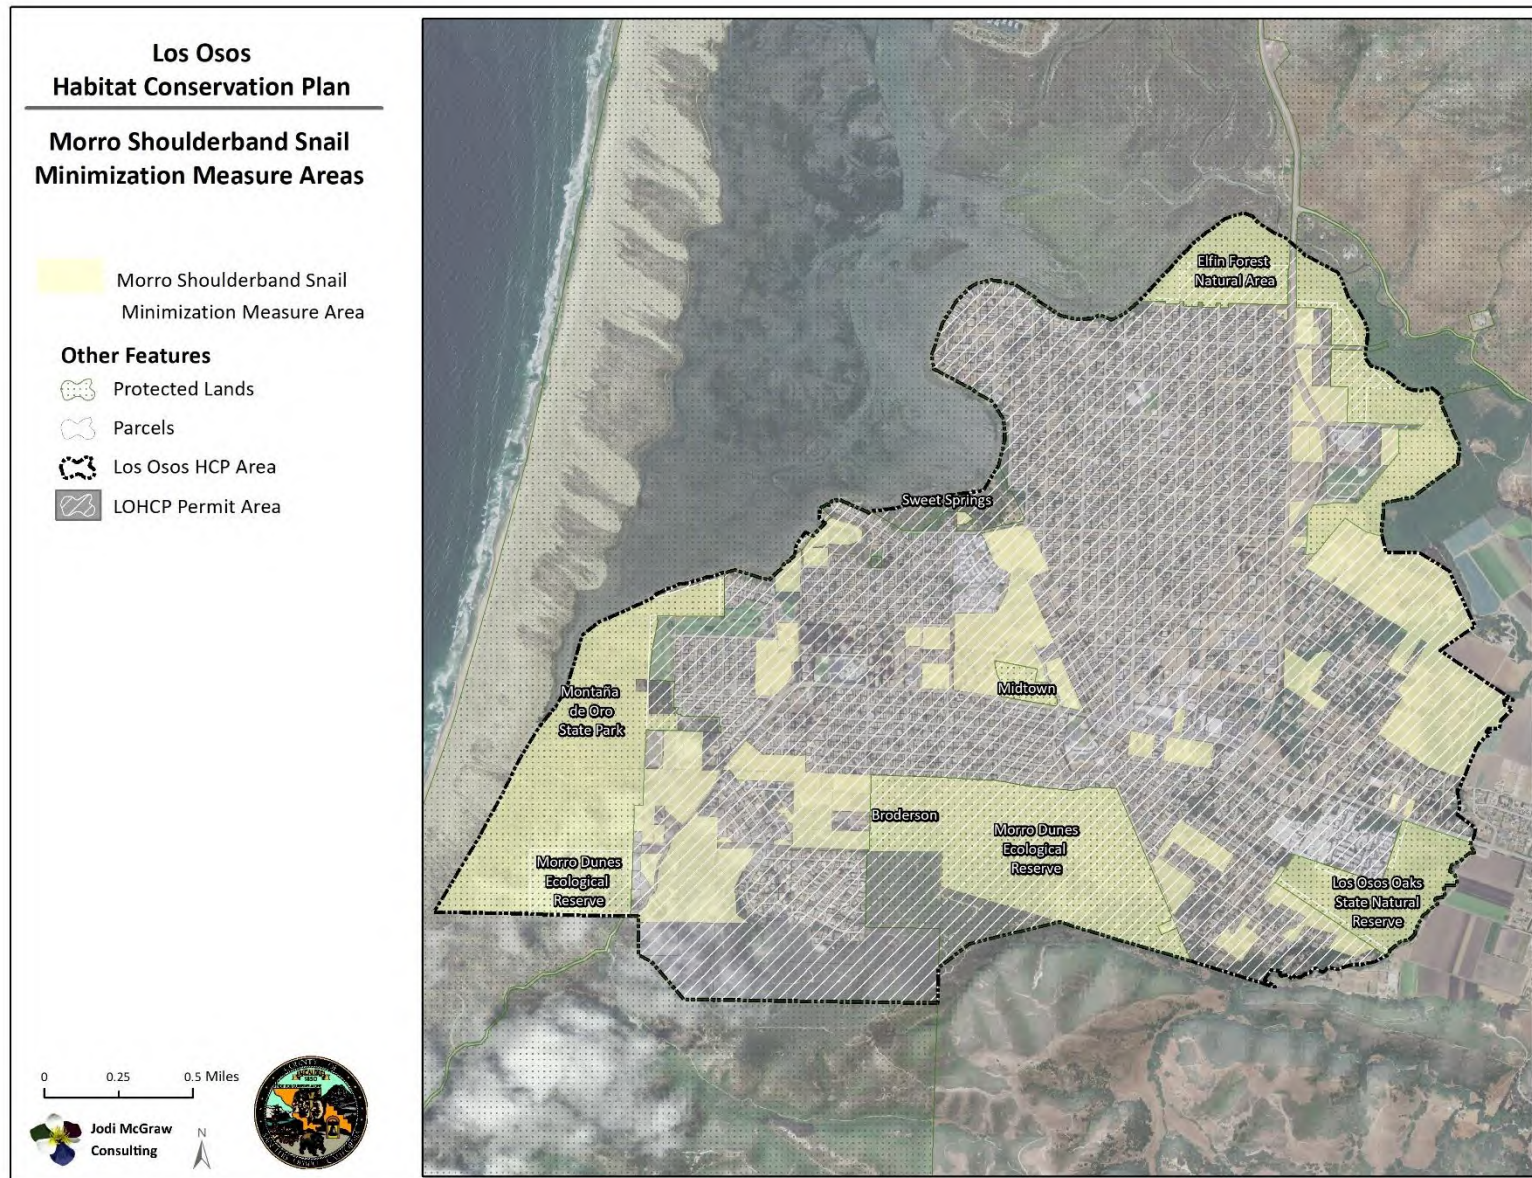 Los Osos
Habitat Conservation Plan
Morro Shoulderband Snail
Minimization Measure Areas
Morro Shoulderband Snail
Minimization Measure Area
Other Features
Protected Lands
Parcels
Los Osos HCP Area
LOHCP Permit Area
0 0.25 0.5 Miles
Jodi McGraw
Consulting
N
Elfin Forest
Natural Area
Sweet Springs
Midtown
Montaña
de Oro
State Park
Broderson
Morro Dunes
Ecological
Reserve
Morro Dunes
Ecological
Reserve
Los Osos Oaks
State Natural
Reserve